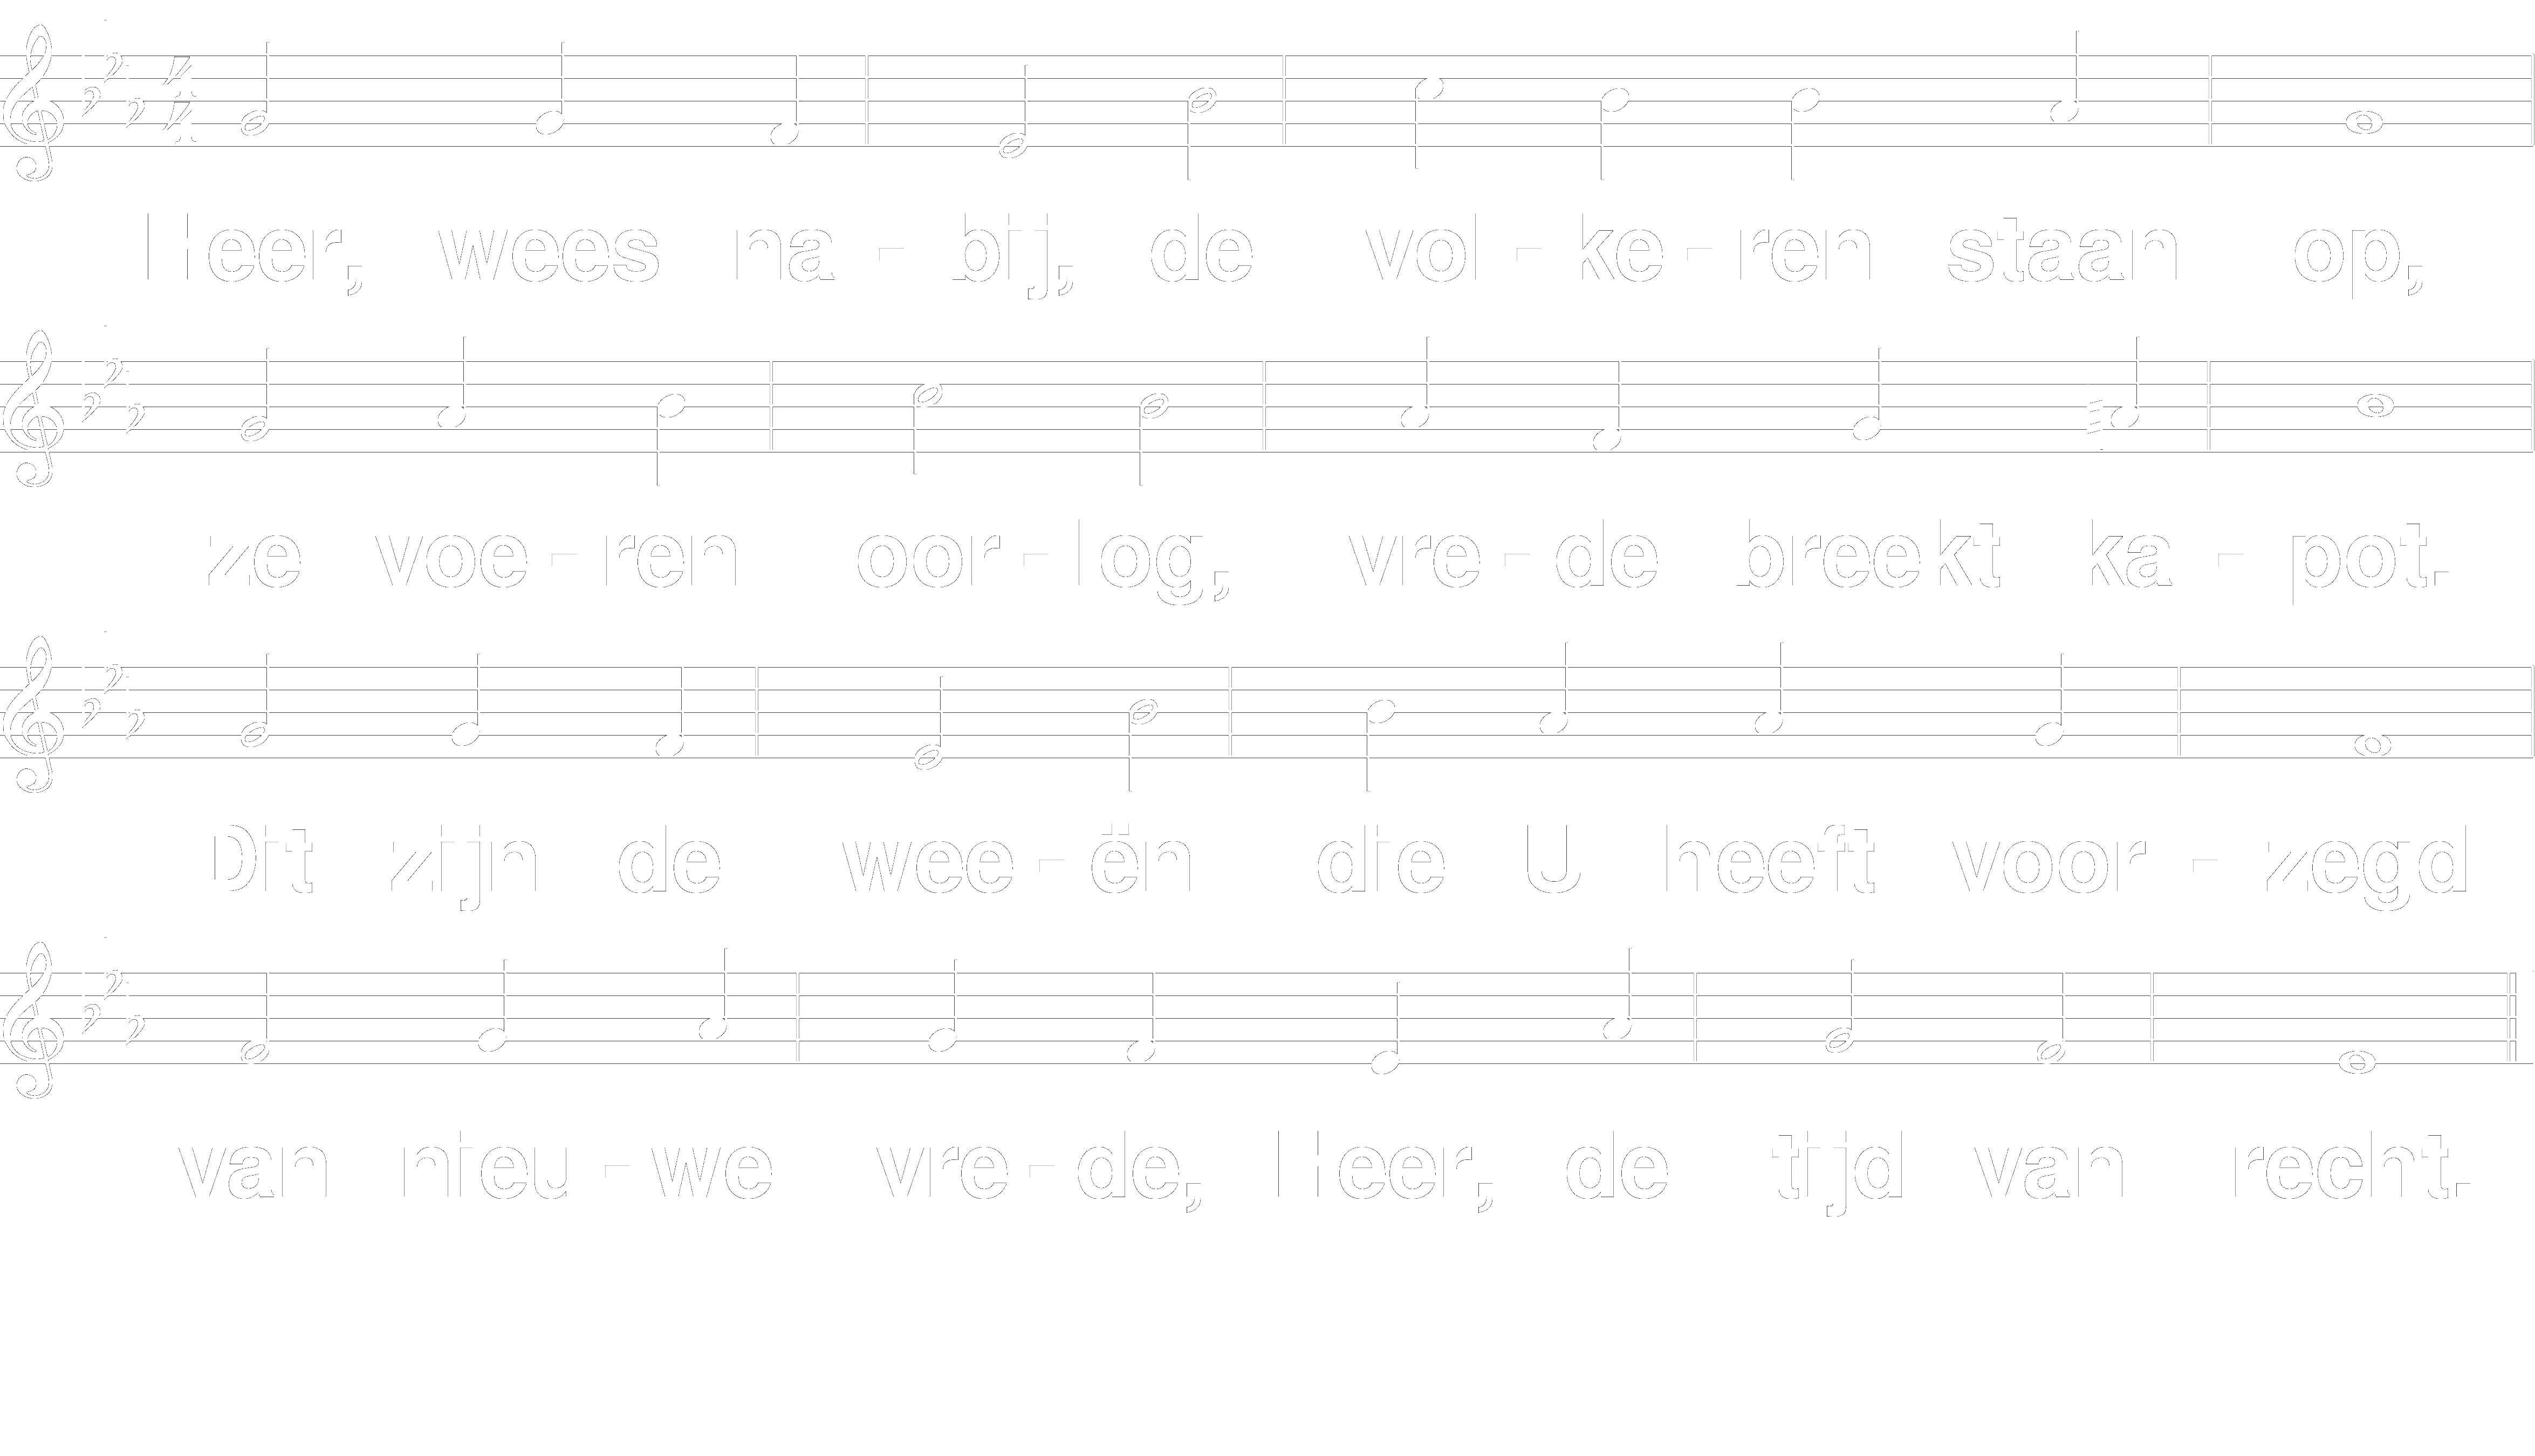 Heer, wees na - bij, de vol - ke - ren staan op,
ze voe - ren oor - log, vre - de breekt ka - pot.
Dit zijn de wee - ën die U heeft voor - zegd
van nieu - we vre - de, Heer, de tijd van recht.